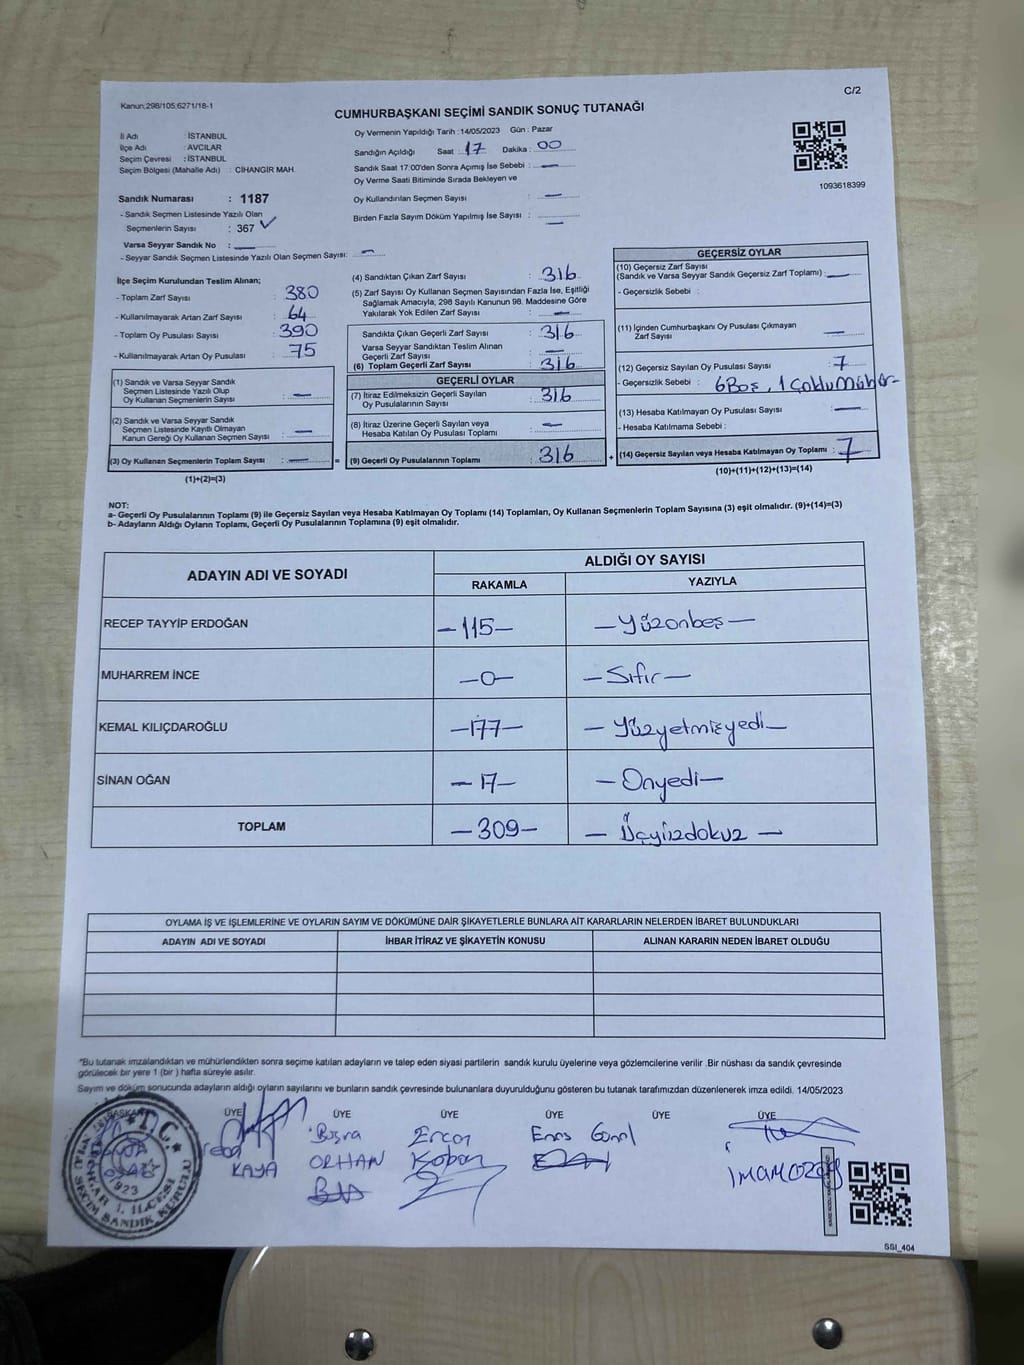 Kanun:298/105;6271/18-1
C/2
CUMHURBAŞKANI SEÇİMİ SANDIK SONUÇ TUTANAĞI
İl Adı : İSTANBUL
İlçe Adı : AVCILAR
Seçim Çevresi : İSTANBUL
Seçim Bölgesi (Mahalle Adı) : CİHANGİR MAH.
Oy Vermenin Yapıldığı Tarih :14/05/2023 Gün : Pazar
Sandığın Açıldığı Saat : 17 Dakika : 00
Sandık Saat 17:00'den Sonra Açımış İse Sebebi : —
Oy Verme Saati Bitiminde Sırada Bekleyen ve
Oy Kullandırılan Seçmen Sayısı : —
Birden Fazla Sayım Döküm Yapılmış İse Sayısı : —
1093618399
Sandık Numarası : 1187
- Sandık Seçmen Listesinde Yazılı Olan
Seçmenlerin Sayısı : 367 ✓
Varsa Seyyar Sandık No : —
- Seyyar Sandık Seçmen Listesinde Yazılı Olan Seçmen Sayısı: —
İlçe Seçim Kurulundan Teslim Alınan;
- Toplam Zarf Sayısı : 380
- Kullanılmayarak Artan Zarf Sayısı : 64
- Toplam Oy Pusulası Sayısı : 390
- Kullanılmayarak Artan Oy Pusulası : 75
(1) Sandık ve Varsa Seyyar Sandık
Seçmen Listesinde Yazılı Olup
Oy Kullanan Seçmenlerin Sayısı : —
(2) Sandık ve Varsa Seyyar Sandık
Seçmen Listesinde Kayıtlı Olmayan
Kanun Gereği Oy Kullanan Seçmen Sayısı : —
(3) Oy Kullanan Seçmenlerin Toplam Sayısı : — =
(1)+(2)=(3)
(4) Sandıktan Çıkan Zarf Sayısı : 316
(5) Zarf Sayısı Oy Kullanan Seçmen Sayısından Fazla İse, Eşitliği
Sağlamak Amacıyla, 298 Sayılı Kanunun 98. Maddesine Göre
Yakılarak Yok Edilen Zarf Sayısı : —
Sandıkta Çıkan Geçerli Zarf Sayısı : 316
Varsa Seyyar Sandıktan Teslim Alınan
Geçerli Zarf Sayısı : —
(6) Toplam Geçerli Zarf Sayısı : 316
GEÇERLİ OYLAR
(7) İtiraz Edilmeksizin Geçerli Sayılan
Oy Pusulalarının Sayısı : 316
(8) İtiraz Üzerine Geçerli Sayılan veya
Hesaba Katılan Oy Pusulası Toplamı : —
(9) Geçerli Oy Pusulalarının Toplamı : 316 +
GEÇERSİZ OYLAR
(10) Geçersiz Zarf Sayısı
(Sandık ve Varsa Seyyar Sandık Geçersiz Zarf Toplamı) : —
- Geçersizlik Sebebi :
(11) İçinden Cumhurbaşkanı Oy Pusulası Çıkmayan
Zarf Sayısı : —
(12) Geçersiz Sayılan Oy Pusulası Sayısı : 7
- Geçersizlik Sebebi : 6 Boş, 1 Çoklu Mühür-
(13) Hesaba Katılmayan Oy Pusulası Sayısı : —
- Hesaba Katılmama Sebebi :
(14) Geçersiz Sayılan veya Hesaba Katılmayan Oy Toplamı : 7
(10)+(11)+(12)+(13)=(14)
NOT:
a- Geçerli Oy Pusulalarının Toplamı (9) ile Geçersiz Sayılan veya Hesaba Katılmayan Oy Toplamı (14) Toplamları, Oy Kullanan Seçmenlerin Toplam Sayısına (3) eşit olmalıdır. (9)+(14)=(3)
b- Adayların Aldığı Oyların Toplamı, Geçerli Oy Pusulalarının Toplamına (9) eşit olmalıdır.
ADAYIN ADI VE SOYADI
ALDIĞI OY SAYISI
RAKAMLA YAZIYLA
RECEP TAYYİP ERDOĞAN —115— —Yüzonbeş—
MUHARREM İNCE —0— —Sıfır—
KEMAL KILIÇDAROĞLU —177— —Yüzyetmişyedi—
SİNAN OĞAN —17— —Onyedi—
TOPLAM —309— —Üçyüzdokuz—
OYLAMA İŞ VE İŞLEMLERİNE VE OYLARIN SAYIM VE DÖKÜMÜNE DAİR ŞİKAYETLERLE BUNLARA AİT KARARLARIN NELERDEN İBARET BULUNDUKLARI
ADAYIN ADI VE SOYADI İHBAR İTİRAZ VE ŞİKAYETİN KONUSU ALINAN KARARIN NEDEN İBARET OLDUĞU
"Bu tutanak imzalandıktan ve mühürlendikten sonra seçime katılan adayların ve talep eden siyasi partilerin sandık kurulu üyelerine veya gözlemcilerine verilir .Bir nüshası da sandık çevresinde
görülecek bir yere 1 (bir ) hafta süreyle asılır.
Sayım ve döküm sonucunda adayların aldığı oyların sayılarını ve bunların sandık çevresinde bulunanlara duyurulduğunu gösteren bu tutanak tarafımızdan düzenlenerek imza edildi. 14/05/2023
BAŞKAN ÜYE ÜYE ÜYE ÜYE ÜYE ÜYE
KAYA
Büşra
ORHAN
Ercan
Koban
Enes
T.C.
1923
SSI_404